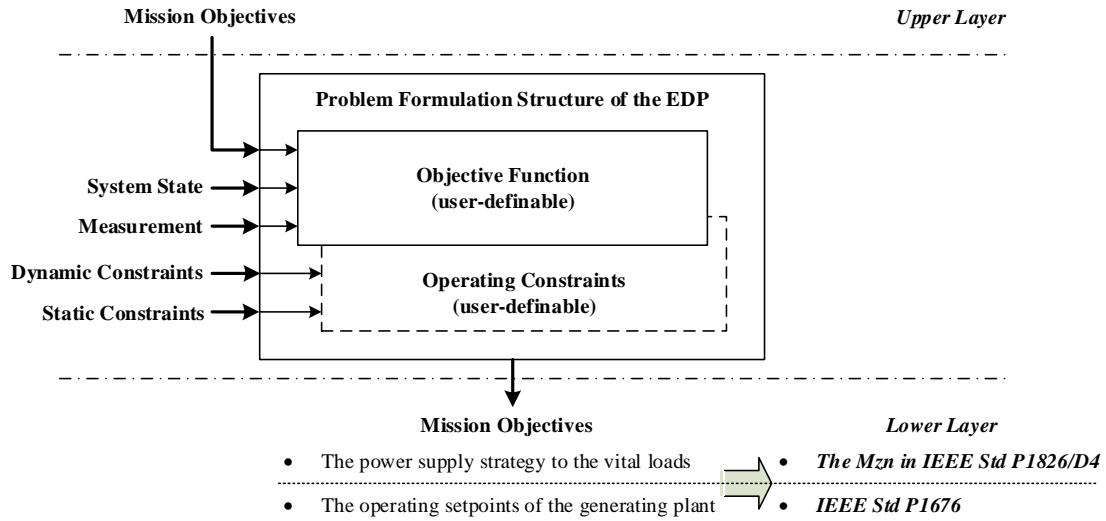 Mission Objectives
Upper Layer
Problem Formulation Structure of the EDP
Objective Function
(user-definable)
System State
Measurement
Dynamic Constraints
Static Constraints
Operating Constraints
(user-definable)
Mission Objectives
Lower Layer
• The power supply strategy to the vital loads
• The Mzn in IEEE Std P1826/D4
• The operating setpoints of the generating plant
• IEEE Std P1676